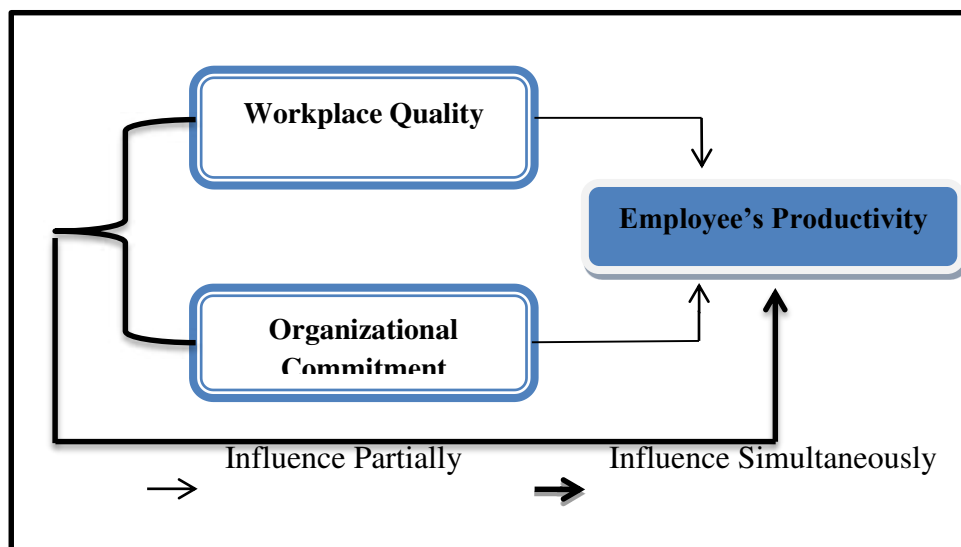 Workplace Quality
Employee’s Productivity
Organizational
Commitment
Influence Partially
Influence Simultaneously